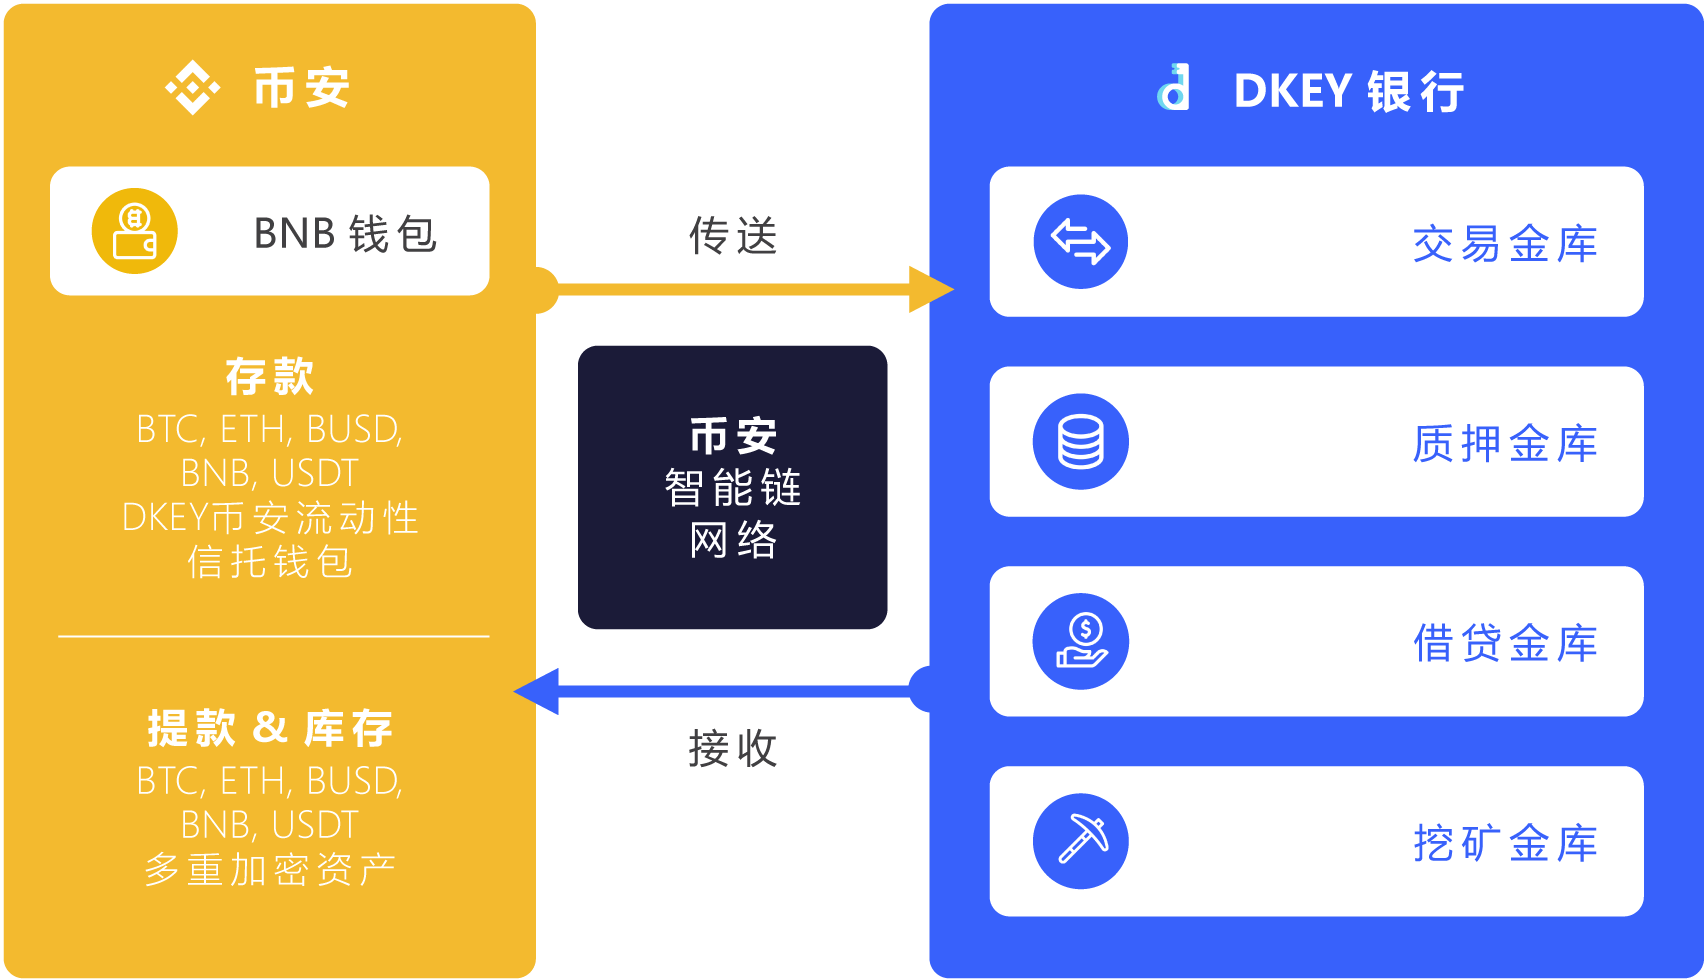 币安
BNB 钱包
存款
BTC, ETH, BUSD,
BNB, USDT
DKEY币安流动性
信托钱包
提款 & 库存
BTC, ETH, BUSD,
BNB, USDT
多重加密资产
传送
币安
智能链
网络
接收
DKEY 银行
交易金库
质押金库
借贷金库
挖矿金库